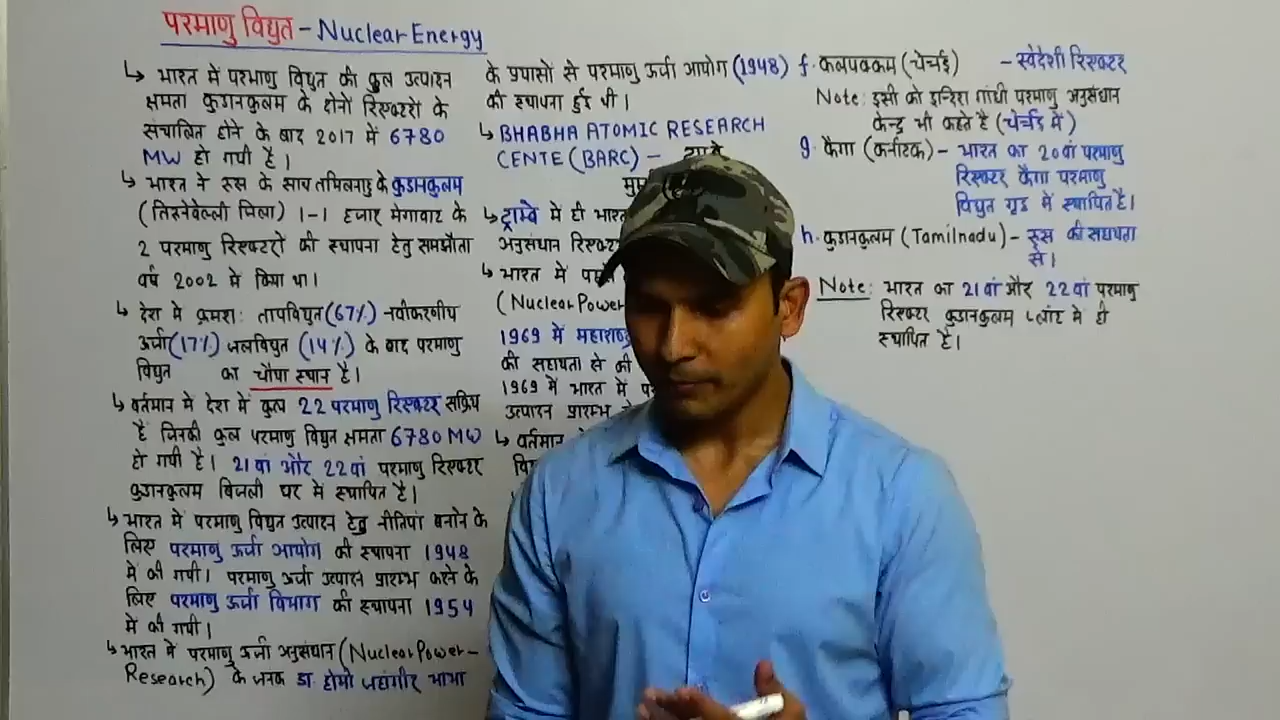 परमाणु विद्युत - Nuclear Energy
↳ भारत में परमाणु विद्युत की कुल उत्पादन
क्षमता कुडानकुलम के दोनों रिएक्टरों के
संचालित होने के बाद 2017 में 6780
MW हो गयी है।
↳ भारत ने रूस के साथ तमिलनाडु के कुडानकुलम
(तिरुनेवेल्ली जिला) 1-1 हजार मेगावाट के
2 परमाणु रिएक्टरों की स्थापना हेतु समझौता
वर्ष 2002 में किया था।
↳ देश में क्रमशः तापविद्युत (67%) नवीकरणीय
ऊर्जा (17%) जलविद्युत (14%) के बाद परमाणु
विद्युत का चौथा स्थान है।
↳ वर्तमान में देश में कुल 22 परमाणु रिएक्टर सक्रिय
है जिनकी कुल परमाणु विद्युत क्षमता 6780 MW
हो गयी है। 21 वां और 22 वां परमाणु रिएक्टर
कुडानकुलम बिजली घर में स्थापित है।
↳ भारत में परमाणु विद्युत उत्पादन हेतु नीतियां बनाने के
लिए परमाणु ऊर्जा आयोग की स्थापना 1948
में की गयी। परमाणु ऊर्जा उत्पादन प्रारम्भ करने के
लिए परमाणु ऊर्जा विभाग की स्थापना 1954
में की गयी।
↳ भारत में परमाणु ऊर्जा अनुसंधान (Nuclear Power-
Research) के जनक डा. होमी जहांगीर भाभा
के प्रयासों से परमाणु ऊर्जा आयोग (1948)
की स्थापना हुई थी।
↳ BHABHA ATOMIC RESEARCH
CENTE (BARC) -
↳ ट्राम्बे में ही भारत
अनुसंधान
↳ भारत में
(Nuclear Power
1969 में
की सहायता से की
1969 में भारत में
उत्पादन प्रारम्भ
↳ वर्तमान
f. कलपक्कम (चेन्नई) - स्वदेशी रिएक्टर
Note: इसी को इन्दिरा गांधी परमाणु अनुसंधान
केन्द्र भी कहते है (चेन्नई में)
g. कैगा (कर्नाटक) - भारत का 20 वां परमाणु
रिएक्टर कैगा परमाणु
विद्युत गृह में स्थापित है।
h. कुडानकुलम (Tamilnadu) - रूस की सहायता
से।
Note: भारत का 21 वां और 22 वां परमाणु
रिएक्टर कुडानकुलम प्लांट में ही
स्थापित है।